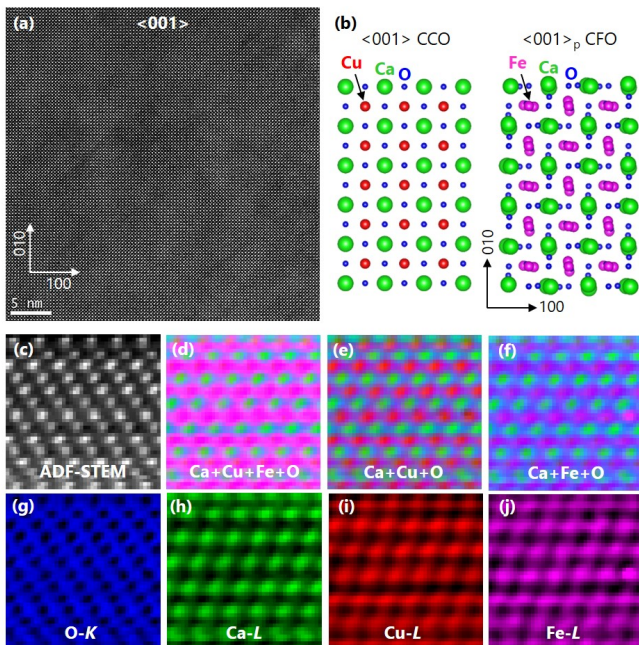 (a) <001>
010
100
5 nm
(b) <001> CCO <001>p CFO
Cu Ca O Fe Ca O
010
100
(c) (d) (e) (f)
ADF-STEM Ca+Cu+Fe+O Ca+Cu+O Ca+Fe+O
(g) (h) (i) (j)
O-K Ca-L Cu-L Fe-L